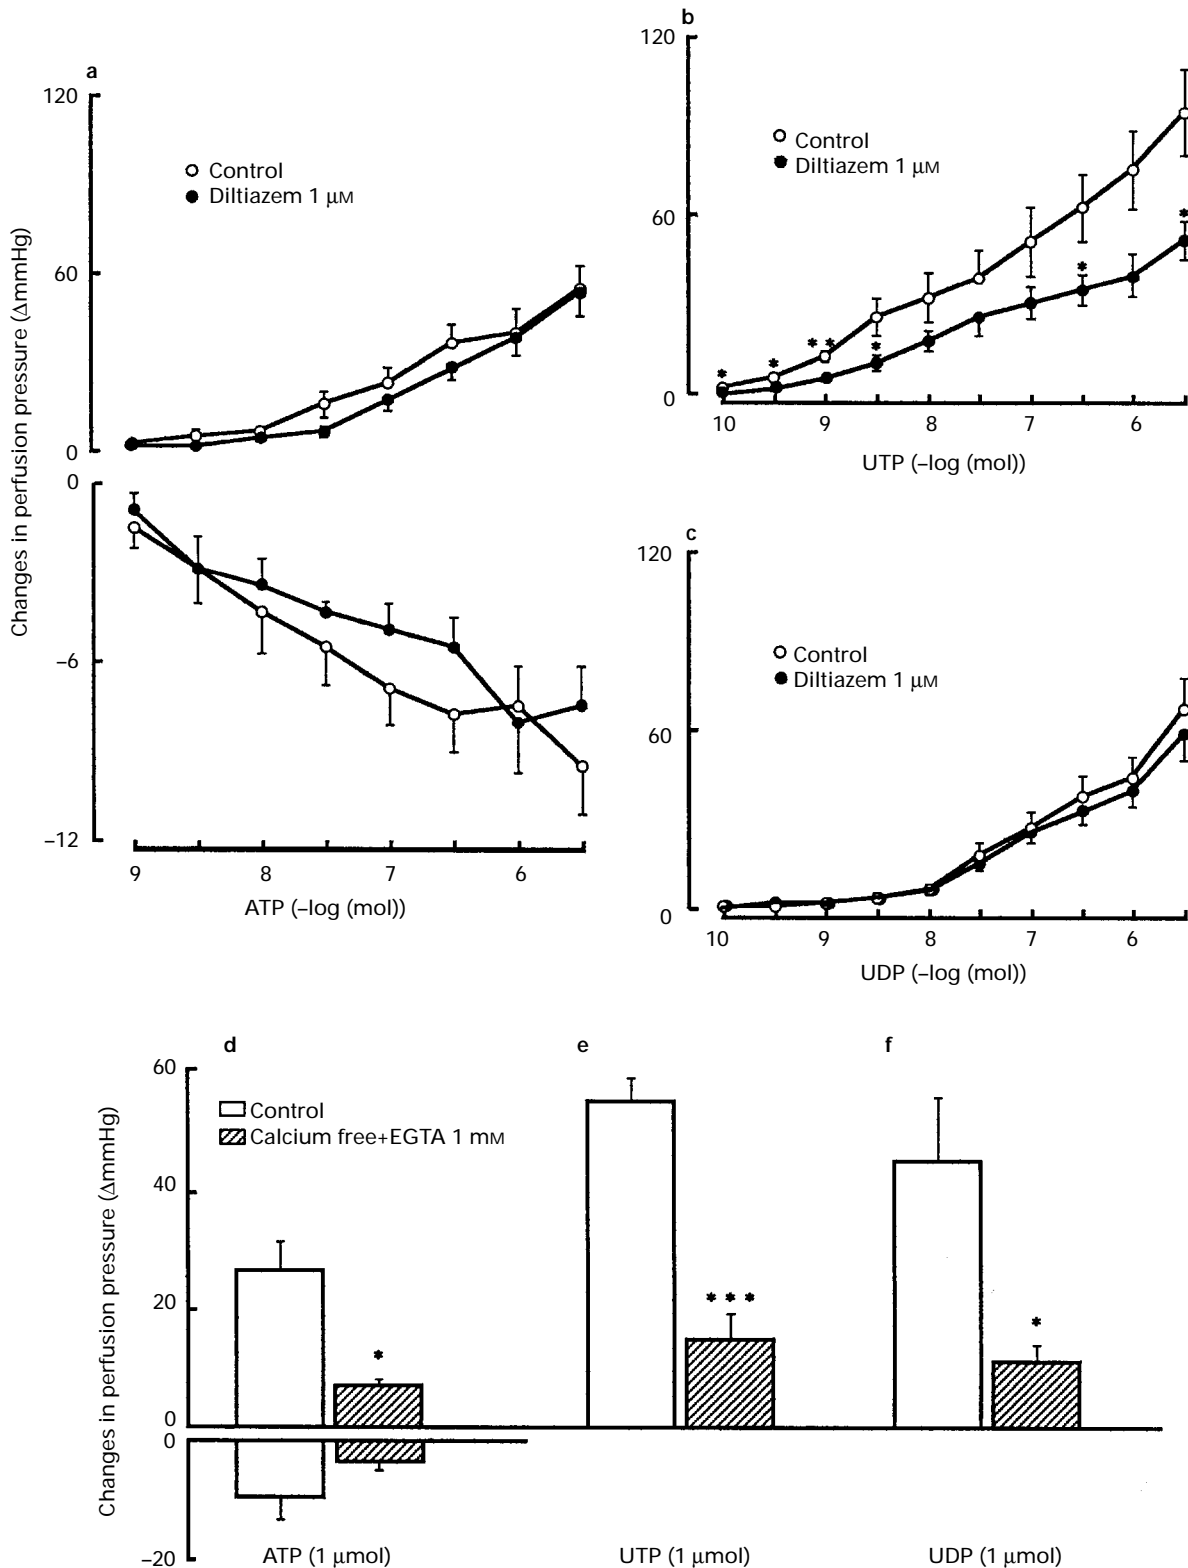 a
120
60
0
0
–6
–12
Changes in perfusion pressure (ΔmmHg)
Control
Diltiazem 1 μM
9 8 7 6
ATP (–log (mol))
b
120
60
0
Control
Diltiazem 1 μM
* * ** * * *
10 9 8 7 6
UTP (–log (mol))
c
120
60
0
Control
Diltiazem 1 μM
10 9 8 7 6
UDP (–log (mol))
d e f
60
40
20
0
0
–20
Changes in perfusion pressure (ΔmmHg)
Control
Calcium free+EGTA 1 mM
* *** *
ATP (1 μmol) UTP (1 μmol) UDP (1 μmol)